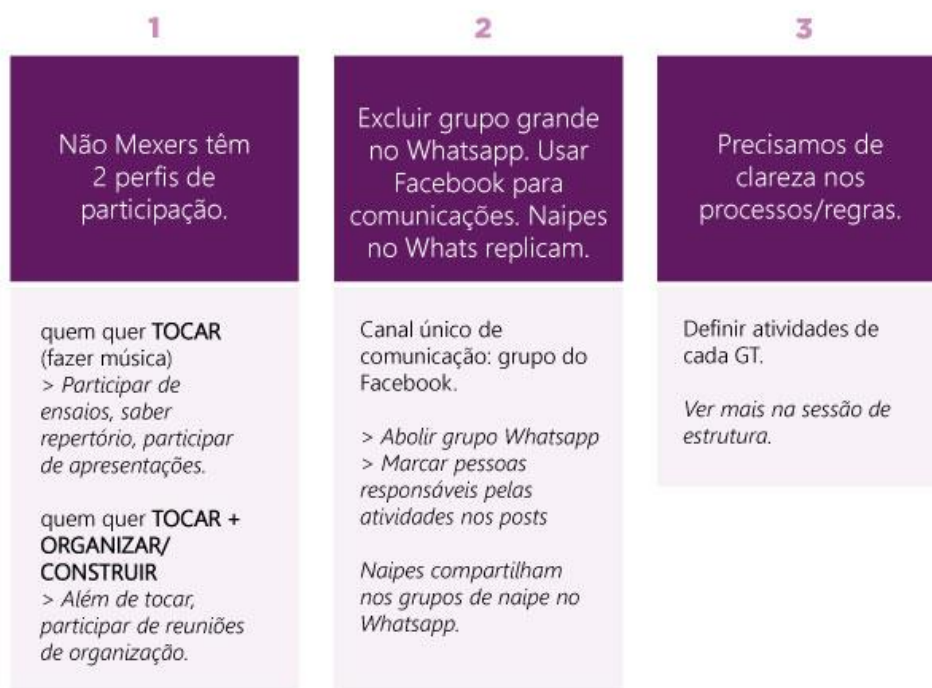 1
Não Mexers têm
2 perfis de
participação.
quem quer TOCAR
(fazer música)
> Participar de
ensaios, saber
repertório, participar
de apresentações.
quem quer TOCAR +
ORGANIZAR/
CONSTRUIR
> Além de tocar,
participar de reuniões
de organização.
2
Excluir grupo grande
no Whatsapp. Usar
Facebook para
comunicações. Naipes
no Whats replicam.
Canal único de
comunicação: grupo do
Facebook.
> Abolir grupo Whatsapp
> Marcar pessoas
responsáveis pelas
atividades nos posts
Naipes compartilham
nos grupos de naipe no
Whatsapp.
3
Precisamos de
clareza nos
processos/regras.
Definir atividades de
cada GT.
Ver mais na sessão de
estrutura.